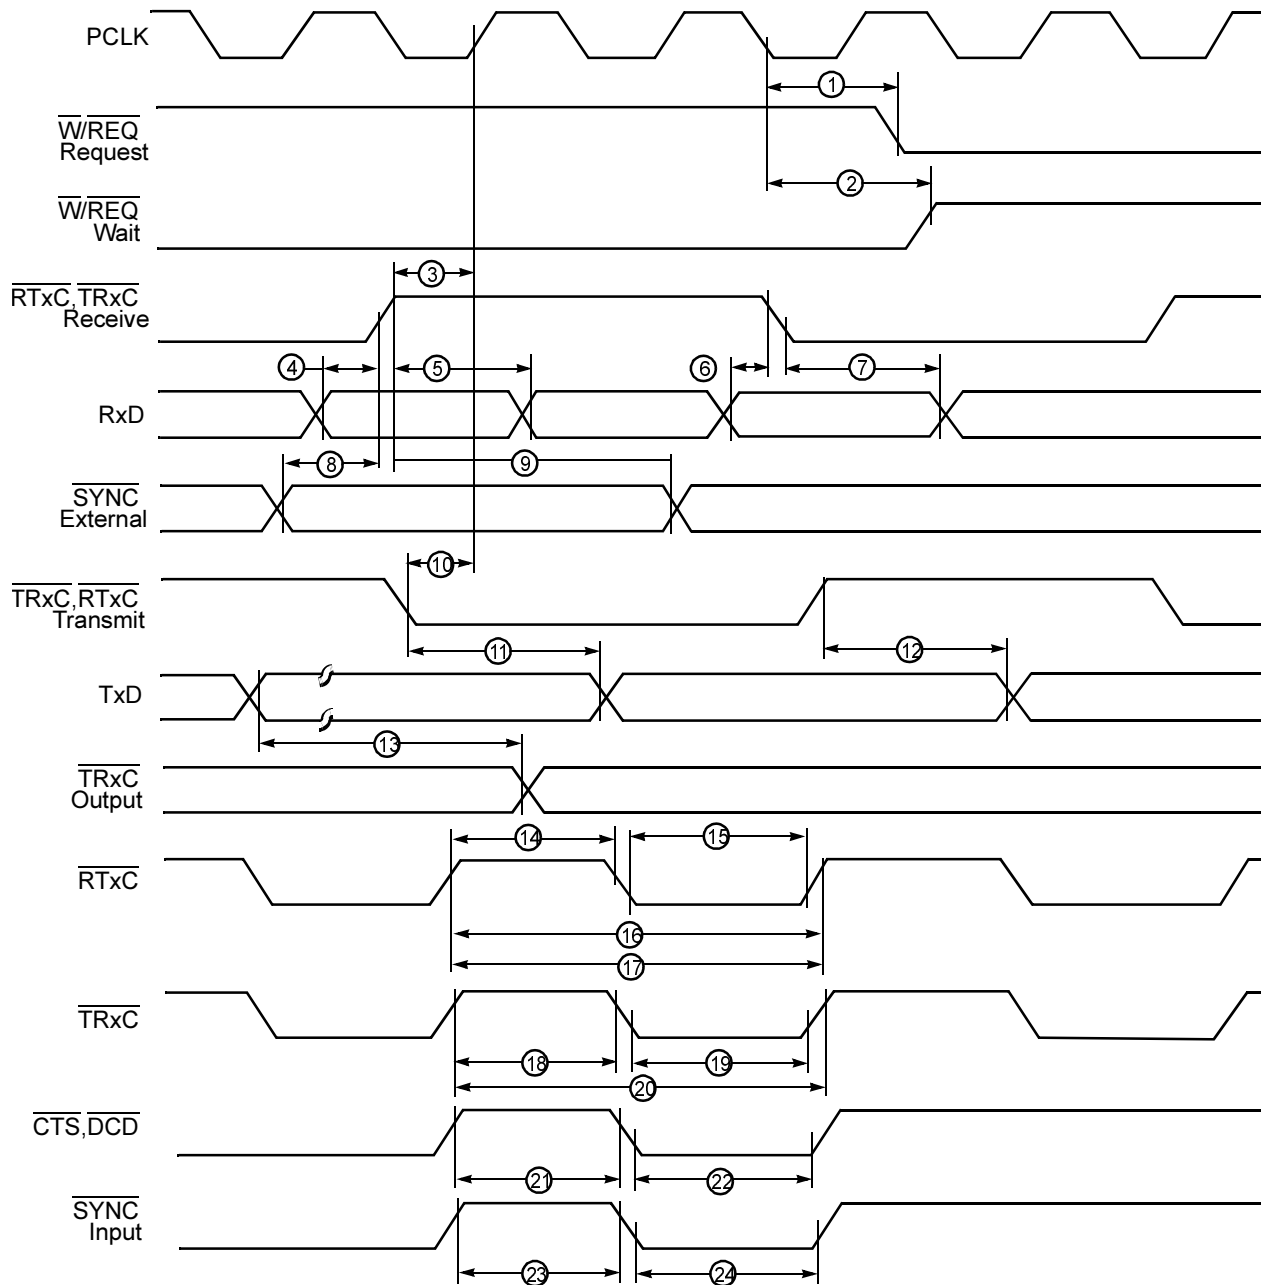 PCLK
1
W/REQ
Request
2
W/REQ
Wait
3
RTxC,TRxC
Receive
4
5
6
7
RxD
8
9
SYNC
External
10
TRxC,RTxC
Transmit
11
12
TxD
13
TRxC
Output
14
15
RTxC
16
17
TRxC
18
19
20
CTS,DCD
21
22
SYNC
Input
23
24